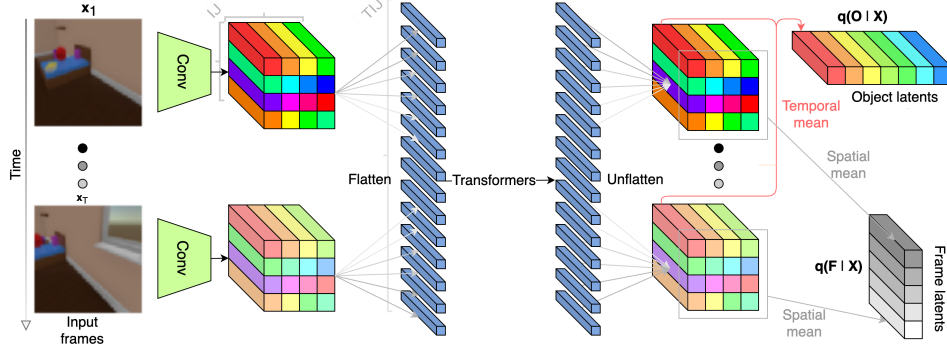 x₁
IJ
TIJ
q(O | X)
Conv
Object latents
Temporal
mean
Time
Flatten
Transformers
Unflatten
Spatial
mean
x_T
Conv
q(F | X)
Frame latents
Input
frames
Spatial
mean